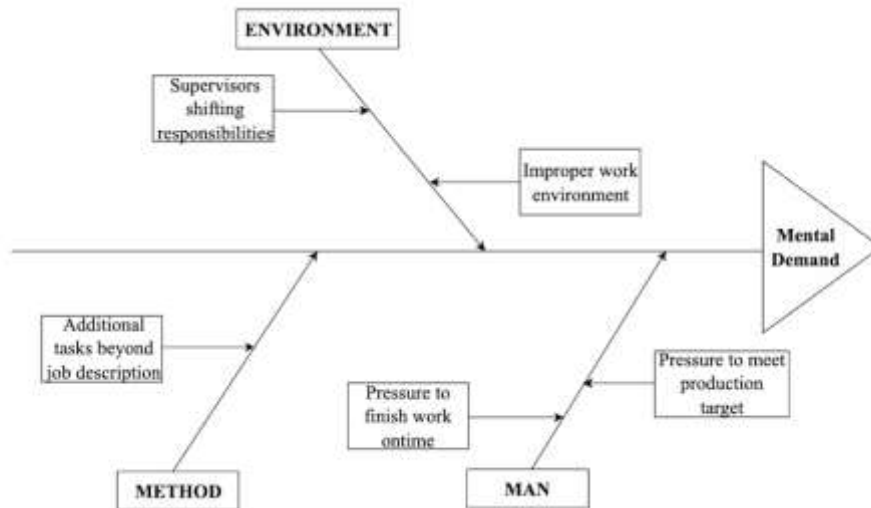 ENVIRONMENT
Supervisors
shifting
responsibilities
Improper work
environment
Mental
Demand
Additional
tasks beyond
job description
Pressure to meet
production
target
Pressure to
finish work
ontime
METHOD
MAN